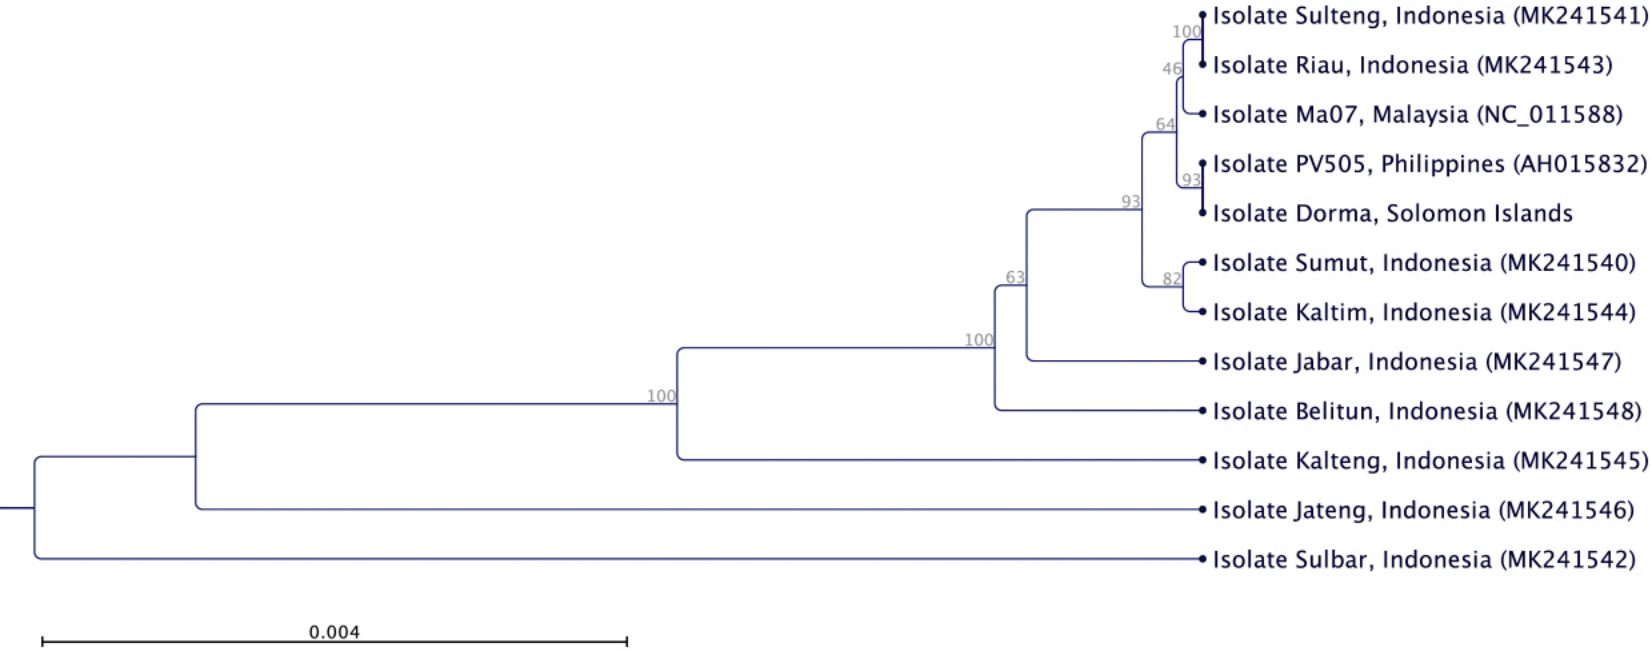 Isolate Sulteng, Indonesia (MK241541)
100
Isolate Riau, Indonesia (MK241543)
46
Isolate Ma07, Malaysia (NC_011588)
64
Isolate PV505, Philippines (AH015832)
93
93
Isolate Dorma, Solomon Islands
Isolate Sumut, Indonesia (MK241540)
63
82
Isolate Kaltim, Indonesia (MK241544)
100
Isolate Jabar, Indonesia (MK241547)
100
Isolate Belitun, Indonesia (MK241548)
Isolate Kalteng, Indonesia (MK241545)
Isolate Jateng, Indonesia (MK241546)
Isolate Sulbar, Indonesia (MK241542)
0.004